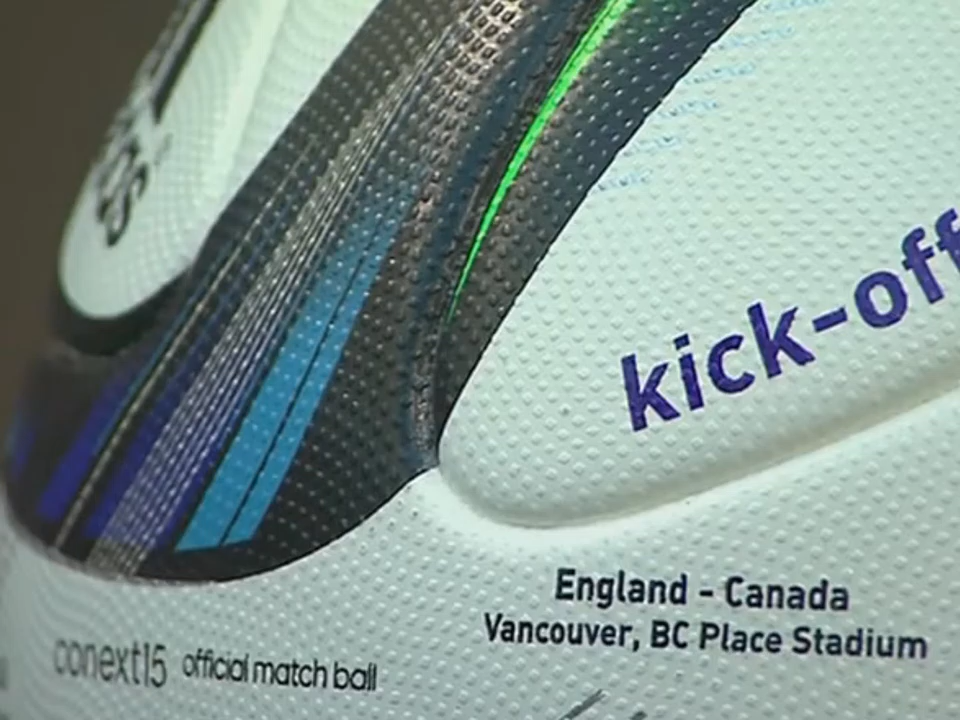 kick-off
England - Canada
Vancouver, BC Place Stadium
conext15 official match ball